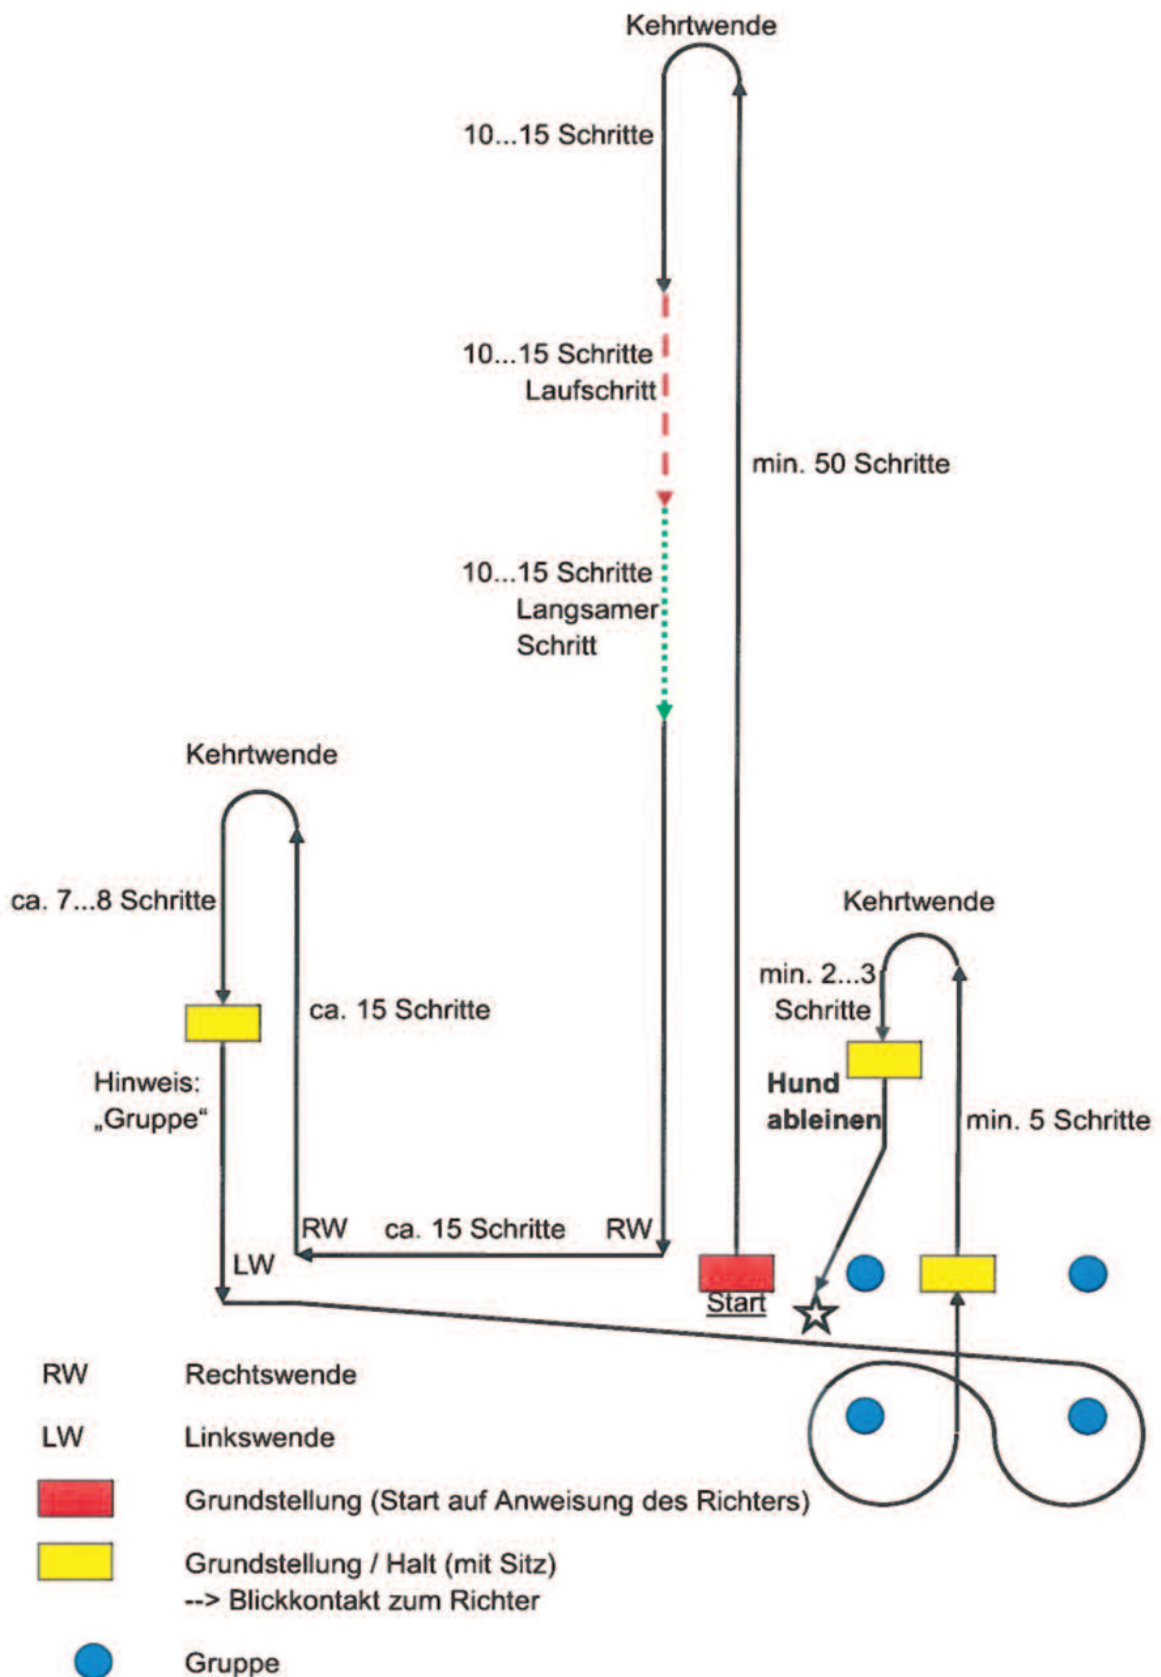 Kehrtwende
10...15 Schritte
10...15 Schritte
Laufschritt
min. 50 Schritte
10...15 Schritte
Langsamer
Schritt
Kehrtwende
ca. 7...8 Schritte
ca. 15 Schritte
Hinweis:
„Gruppe“
Kehrtwende
min. 2...3
Schritte
Hund
ableinen
min. 5 Schritte
RW ca. 15 Schritte RW
LW
Start
RW Rechtswende
LW Linkswende
Grundstellung (Start auf Anweisung des Richters)
Grundstellung / Halt (mit Sitz)
--> Blickkontakt zum Richter
Gruppe